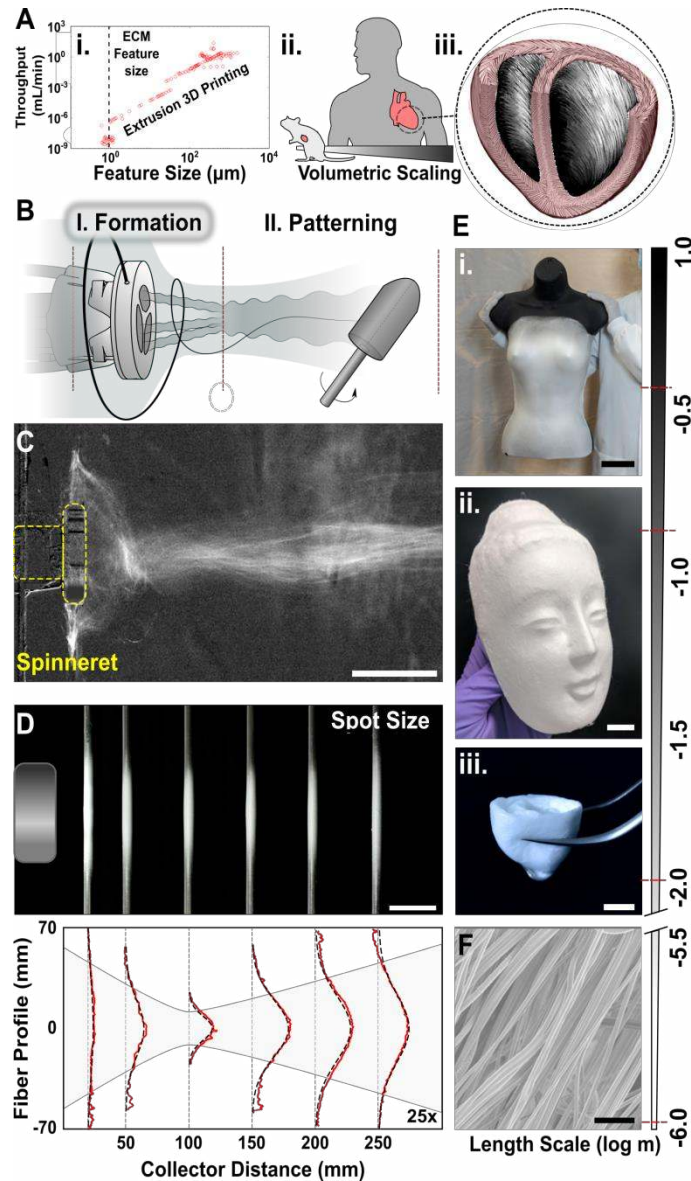 A
i.
ECM
Feature
size
Extrusion 3D Printing
Throughput
(mL/min)
10³
10⁰
10⁻³
10⁻⁶
10⁻⁹
10⁰
10²
10⁴
Feature Size (µm)
ii.
Volumetric Scaling
iii.
B
I. Formation
II. Patterning
C
Spinneret
D
Spot Size
70
0
-70
Fiber Profile (mm)
25x
50
100
150
200
250
Collector Distance (mm)
E
i.
ii.
iii.
1.0
-0.5
-1.0
-1.5
-2.0
F
-5.5
-6.0
Length Scale (log m)